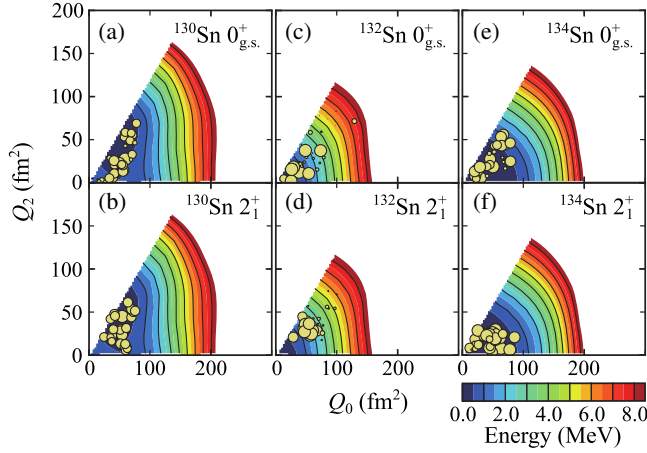 (a) ¹³⁰Sn 0⁺g.s.
(c) ¹³²Sn 0⁺g.s.
(e) ¹³⁴Sn 0⁺g.s.
200
150
100
50
0
(b) ¹³⁰Sn 2⁺₁
(d) ¹³²Sn 2⁺₁
(f) ¹³⁴Sn 2⁺₁
150
100
50
0
Q₂ (fm²)
0 100 200 0 100 200 0 100 200
Q₀ (fm²)
0.0 2.0 4.0 6.0 8.0
Energy (MeV)